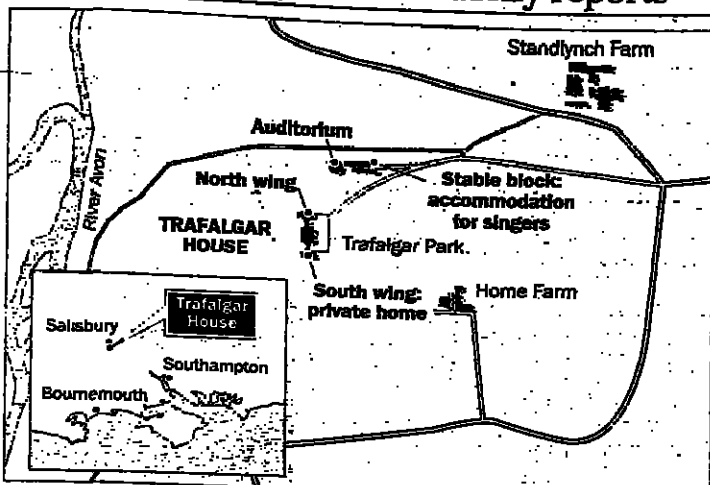 reports
Standlynch Farm
Auditorium
River Avon
North wing
Stable block:
accommodation
for singers
TRAFALGAR
HOUSE
Trafalgar Park
South wing:
private home
Home Farm
Trafalgar
House
Salisbury
Southampton
Bournemouth